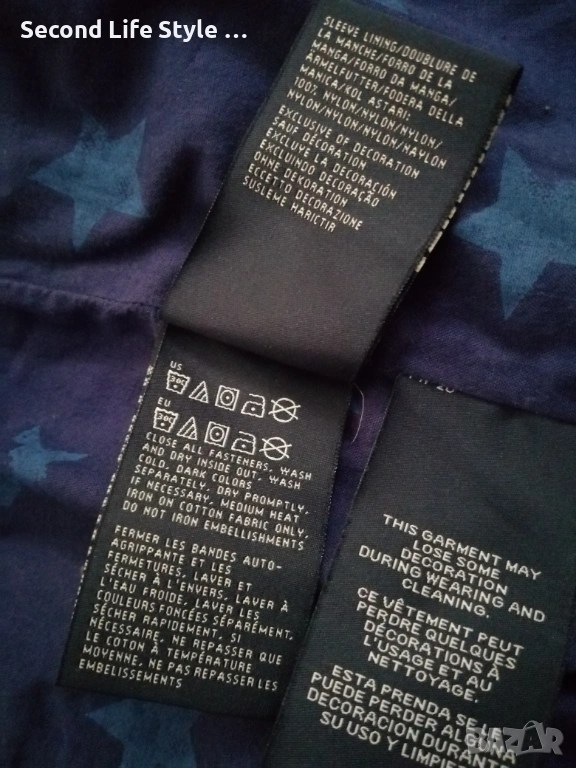 Second Life Style ...
SLEEVE LINING/DOUBLURE DE
LA MANCHE/FORRO DE LA
MANGA/FORRO DA MANGA/
ÄRMELFUTTER/FODERA DELLA
MANICA/KOL ASTARI:
100% NYLON/NYLON/NYLON/
NYLON/NYLON/NYLON/NAYLON
EXCLUSIVE OF DECORATION
SAUF DÉCORATION
EXCLUYE LA DECORACIÓN
EXCLUINDO DECORAÇÃO
OHNE DEKORATION
ECCETTO DECORAZIONE
SÜSLEME HARICTIR
US
EU
CLOSE ALL FASTENERS, WASH
AND DRY INSIDE OUT. WASH
COLD, DARK COLORS
SEPARATELY, DRY PROMPTLY,
IF NECESSARY, MEDIUM HEAT
IRON ON COTTON FABRIC ONLY,
DO NOT IRON EMBELLISHMENTS
FERMER LES BANDES AUTO-
AGRIPPANTE ET LES
FERMETURES, LAVER ET
SÉCHER À L'ENVERS. LAVER À
L'EAU FROIDE, LAVER LES
COULEURS FONCÉES SÉPARÉMENT,
SÉCHER RAPIDEMENT, SI
NÉCESSAIRE, NE REPASSER QUE
LE COTON À TEMPÉRATURE
MOYENNE, NE PAS REPASSER LES
EMBELLISSEMENTS
THIS GARMENT MAY
LOSE SOME
DECORATION
DURING WEARING AND
CLEANING.
CE VÊTEMENT PEUT
PERDRE QUELQUES
DÉCORATIONS À
L'USAGE ET AU
NETTOYAGE.
ESTA PRENDA SE LE
PUEDE PERDER ALGUNA
DECORACION DURANTE
SU USO Y LIMPIE
BAZAR